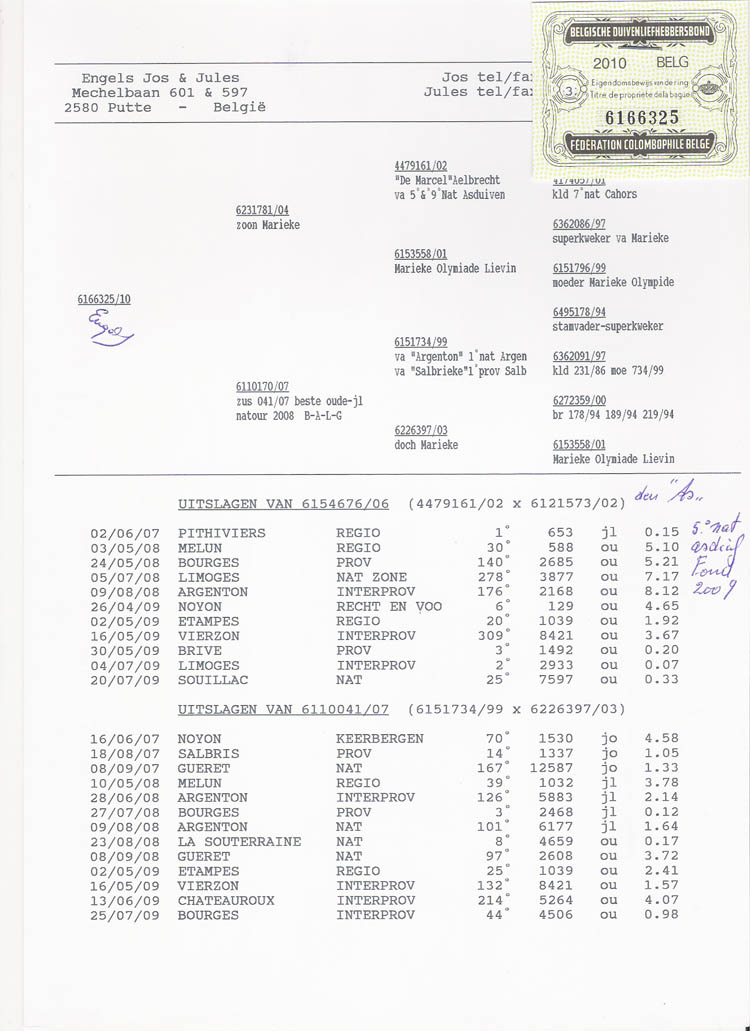 BELGISCHE DUIVENLIEFHEBBERSBOND
2010 BELG
Eigendomsbewijs van de ring
3
Titre de propriete de la bague
6166325
FÉDÉRATION COLOMBOPHILE BELGE
Engels Jos & Jules
Mechelbaan 601 & 597
2580 Putte - België
Jos tel/fa
Jules tel/fa
4479161/02
"De Marcel"Aelbrecht
va 5°&°9°Nat Asduiven
4174057/01
kld 7°nat Cahors
6231781/04
zoon Marieke
6362086/97
superkweker va Marieke
6153558/01
Marieke Olymiade Lievin
6151796/99
moeder Marieke Olympide
6166325/10
Engels
6495178/94
stamvader-superkweker
6151734/99
va "Argenton" 1°nat Argen
va "Salbrieke"1°prov Salb
6362091/97
kld 231/86 moe 734/99
6110170/07
zus 041/07 beste oude-jl
natour 2008 B-A-L-G
6272359/00
br 178/94 189/94 219/94
6226397/03
doch Marieke
6153558/01
Marieke Olymiade Lievin
UITSLAGEN VAN 6154676/06 (4479161/02 x 6121573/02) den "As"
02/06/07 PITHIVIERS REGIO 1° 653 jl 0.15
03/05/08 MELUN REGIO 30° 588 ou 5.10
24/05/08 BOURGES PROV 140° 2685 ou 5.21
05/07/08 LIMOGES NAT ZONE 278° 3877 ou 7.17
09/08/08 ARGENTON INTERPROV 176° 2168 ou 8.12
26/04/09 NOYON RECHT EN VOO 6° 129 ou 4.65
02/05/09 ETAMPES REGIO 20° 1039 ou 1.92
16/05/09 VIERZON INTERPROV 309° 8421 ou 3.67
30/05/09 BRIVE PROV 3° 1492 ou 0.20
04/07/09 LIMOGES INTERPROV 2° 2933 ou 0.07
20/07/09 SOUILLAC NAT 25° 7597 ou 0.33
5.° nat
asduif
Fond
2009
UITSLAGEN VAN 6110041/07 (6151734/99 x 6226397/03)
16/06/07 NOYON KEERBERGEN 70° 1530 jo 4.58
18/08/07 SALBRIS PROV 14° 1337 jo 1.05
08/09/07 GUERET NAT 167° 12587 jo 1.33
10/05/08 MELUN REGIO 39° 1032 jl 3.78
28/06/08 ARGENTON INTERPROV 126° 5883 jl 2.14
27/07/08 BOURGES PROV 3° 2468 jl 0.12
09/08/08 ARGENTON NAT 101° 6177 jl 1.64
23/08/08 LA SOUTERRAINE NAT 8° 4659 ou 0.17
08/09/08 GUERET NAT 97° 2608 ou 3.72
02/05/09 ETAMPES REGIO 25° 1039 ou 2.41
16/05/09 VIERZON INTERPROV 132° 8421 ou 1.57
13/06/09 CHATEAUROUX INTERPROV 214° 5264 ou 4.07
25/07/09 BOURGES INTERPROV 44° 4506 ou 0.98